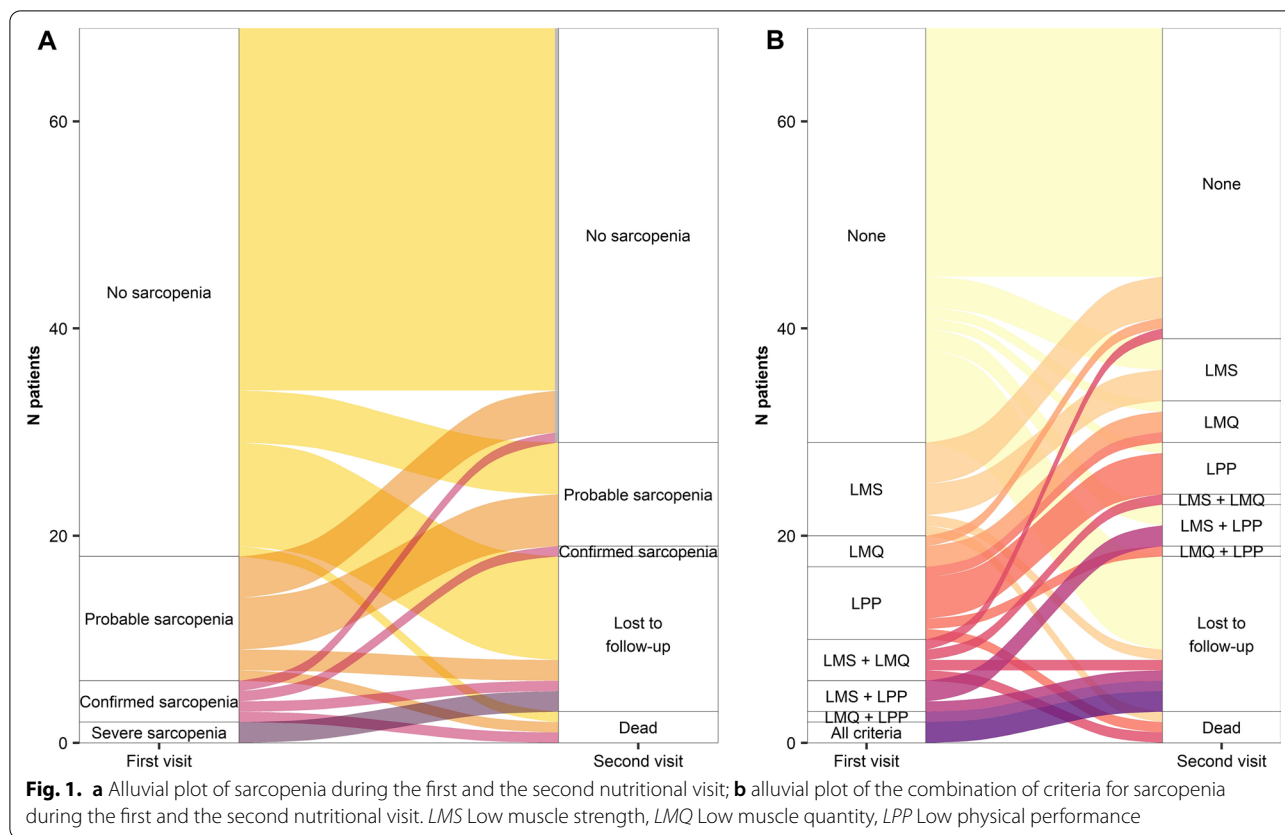 A
N patients
60
40
20
0
No sarcopenia
Probable sarcopenia
Confirmed sarcopenia
Severe sarcopenia
First visit
No sarcopenia
Probable sarcopenia
Confirmed sarcopenia
Lost to
follow-up
Dead
Second visit
B
N patients
60
40
20
0
None
LMS
LMQ
LPP
LMS + LMQ
LMS + LPP
LMQ + LPP
All criteria
First visit
None
LMS
LMQ
LPP
LMS + LMQ
LMS + LPP
LMQ + LPP
Lost to
follow-up
Dead
Second visit
Fig. 1. a Alluvial plot of sarcopenia during the first and the second nutritional visit; b alluvial plot of the combination of criteria for sarcopenia
during the first and the second nutritional visit. LMS Low muscle strength, LMQ Low muscle quantity, LPP Low physical performance